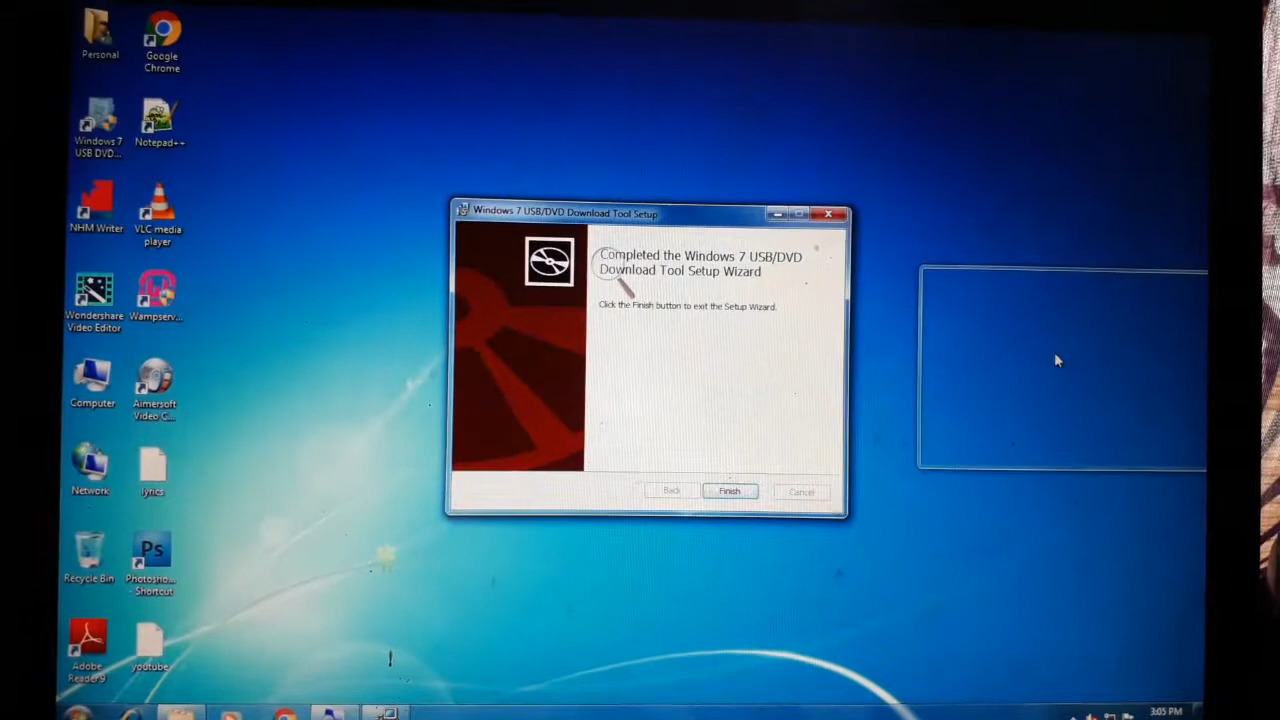 Personal
Google
Chrome
Windows 7
USB DVD...
Notepad++
NHM Writer
VLC media
player
Wondershare
Video Editor
Wampserv...
Computer
Aimersoft
Video C...
Network
lyrics
Recycle Bin
Ps
Photosho...
- Shortcut
Adobe
Reader 9
youtube
Windows 7 USB/DVD Download Tool Setup
Completed the Windows 7 USB/DVD
Download Tool Setup Wizard
Click the Finish button to exit the Setup Wizard.
Back
Finish
Cancel
3:05 PM